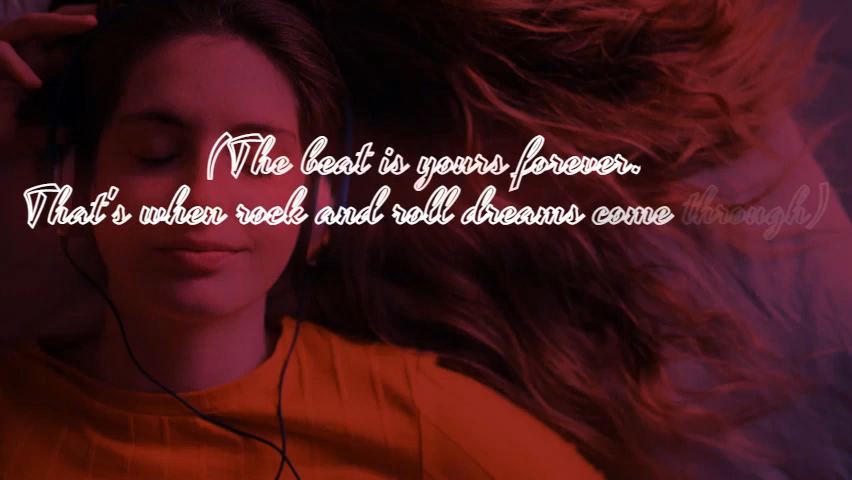 (The beat is yours forever.
That's when rock and roll dreams come through)